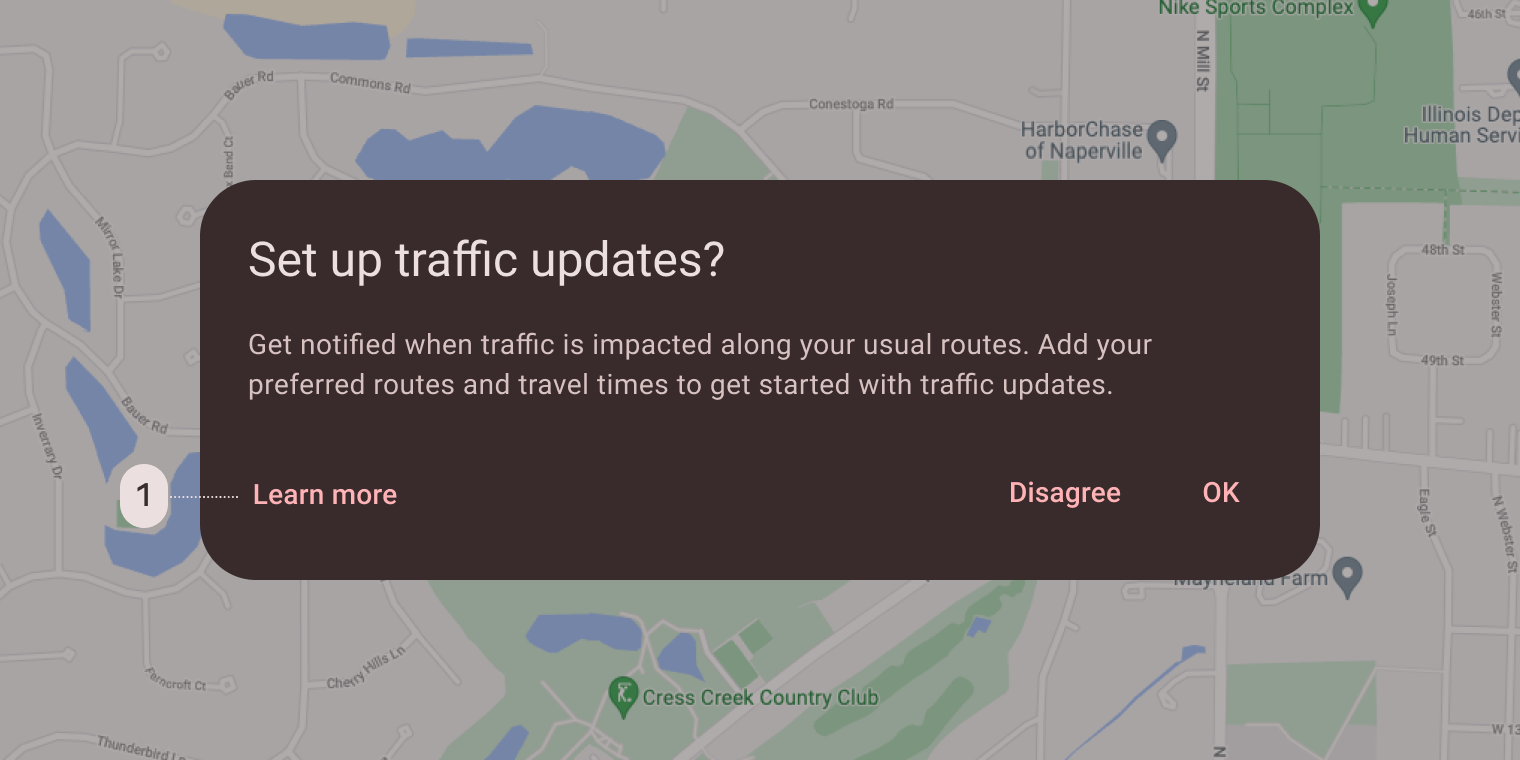 Nike Sports Complex
46th St
N Mill St
Bauer Rd
Commons Rd
Conestoga Rd
HarborChase
of Naperville
Illinois Dep
Human Servi
x Bend Ct
Set up traffic updates?
Mirror Lake Dr
48th St
Joseph Ln
Webster St
Get notified when traffic is impacted along your usual routes. Add your
preferred routes and travel times to get started with traffic updates.
49th St
Bauer Rd
Inverrary Dr
1
Learn more
Disagree
OK
Eagle St
N Webster St
Mayneland Farm
Cherry Hills Ln
Ferncroft Ct
Cress Creek Country Club
Thunderbird L
W 13
N